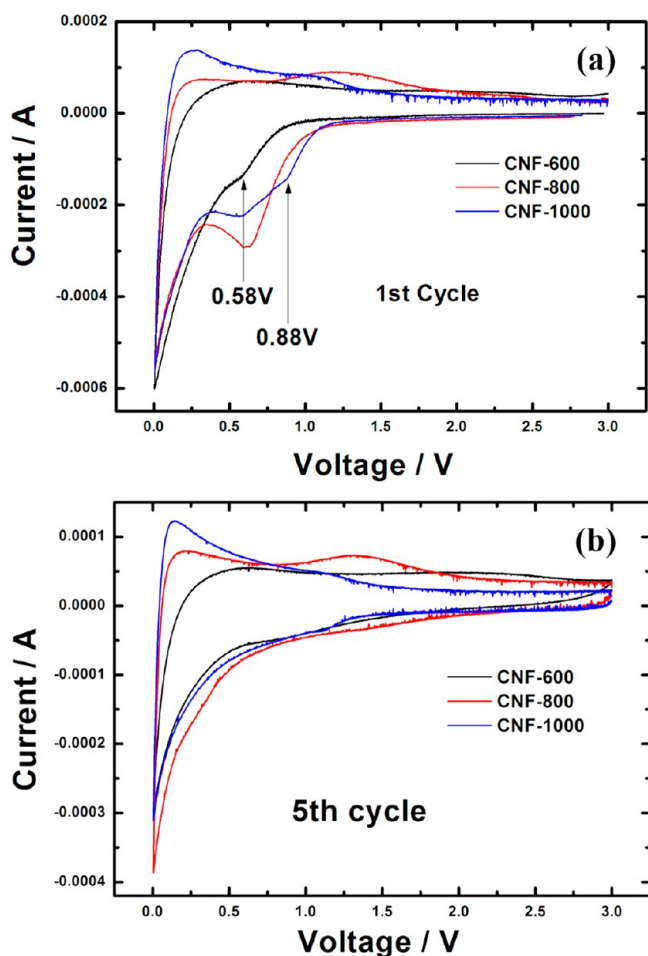 0.0002
(a)
0.0000
-0.0002
-0.0004
-0.0006
Current / A
CNF-600
CNF-800
CNF-1000
0.58V
0.88V
1st Cycle
0.0 0.5 1.0 1.5 2.0 2.5 3.0
Voltage / V
(b)
0.0001
0.0000
-0.0001
-0.0002
-0.0003
-0.0004
Current / A
CNF-600
CNF-800
CNF-1000
5th cycle
0.0 0.5 1.0 1.5 2.0 2.5 3.0
Voltage / V